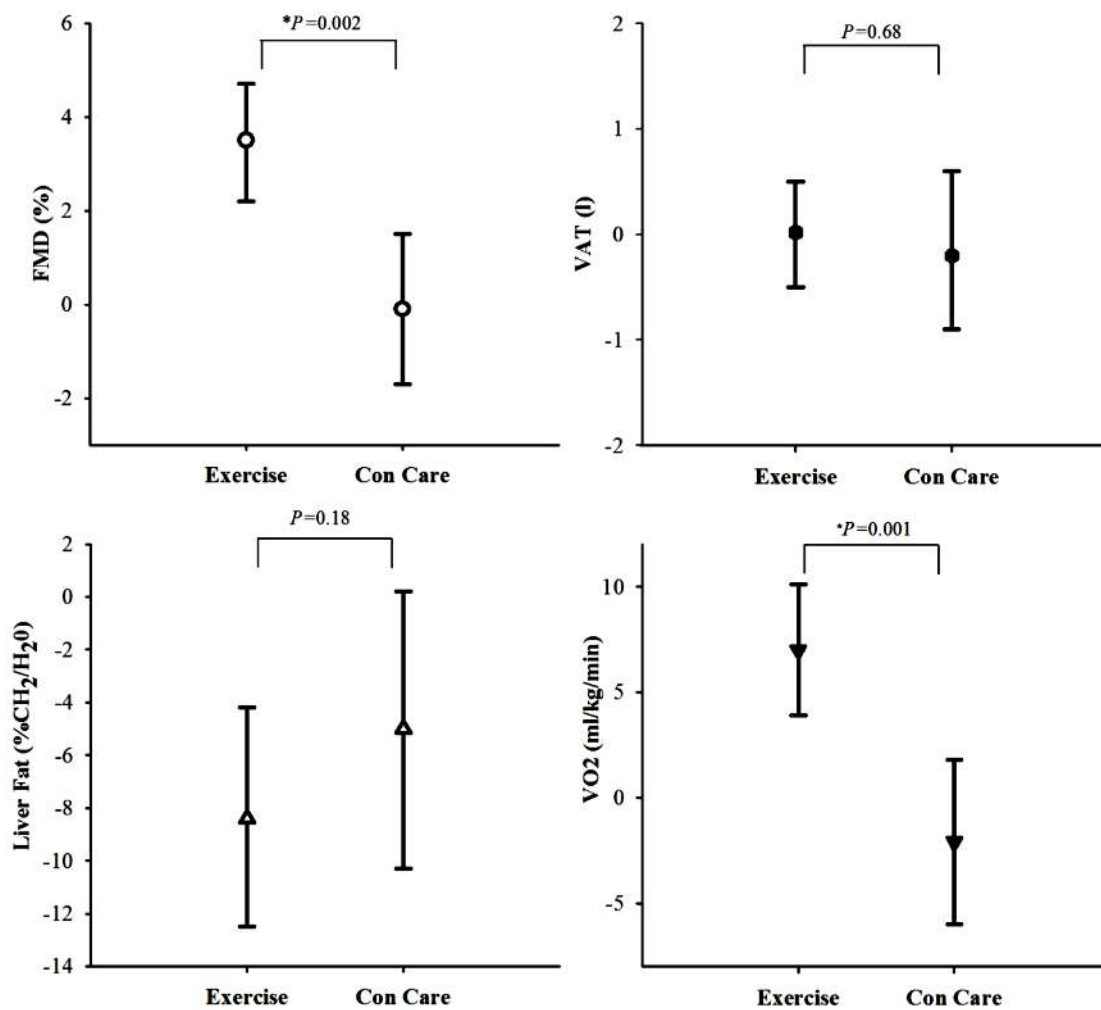 *P=0.002
6
4
2
0
-2
FMD (%)
Exercise
Con Care
P=0.68
2
1
0
-1
-2
VAT (l)
Exercise
Con Care
P=0.18
2
0
-2
-4
-6
-8
-10
-12
-14
Liver Fat (%CH₂/H₂0)
Exercise
Con Care
*P=0.001
10
5
0
-5
VO2 (ml/kg/min)
Exercise
Con Care